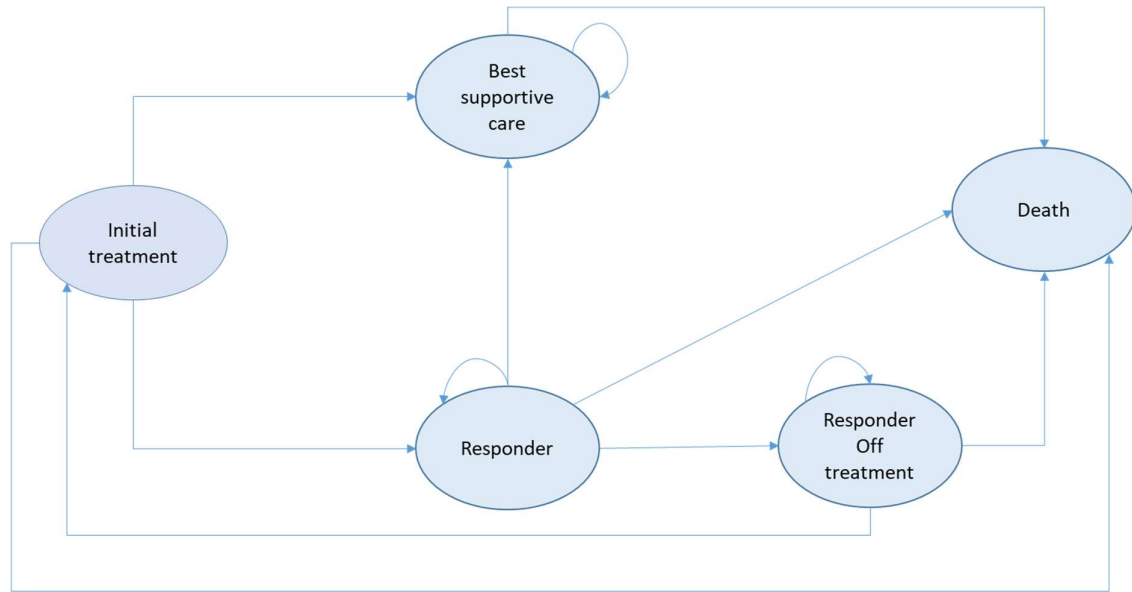 Best
supportive
care
Death
Initial
treatment
Responder
Responder
Off
treatment